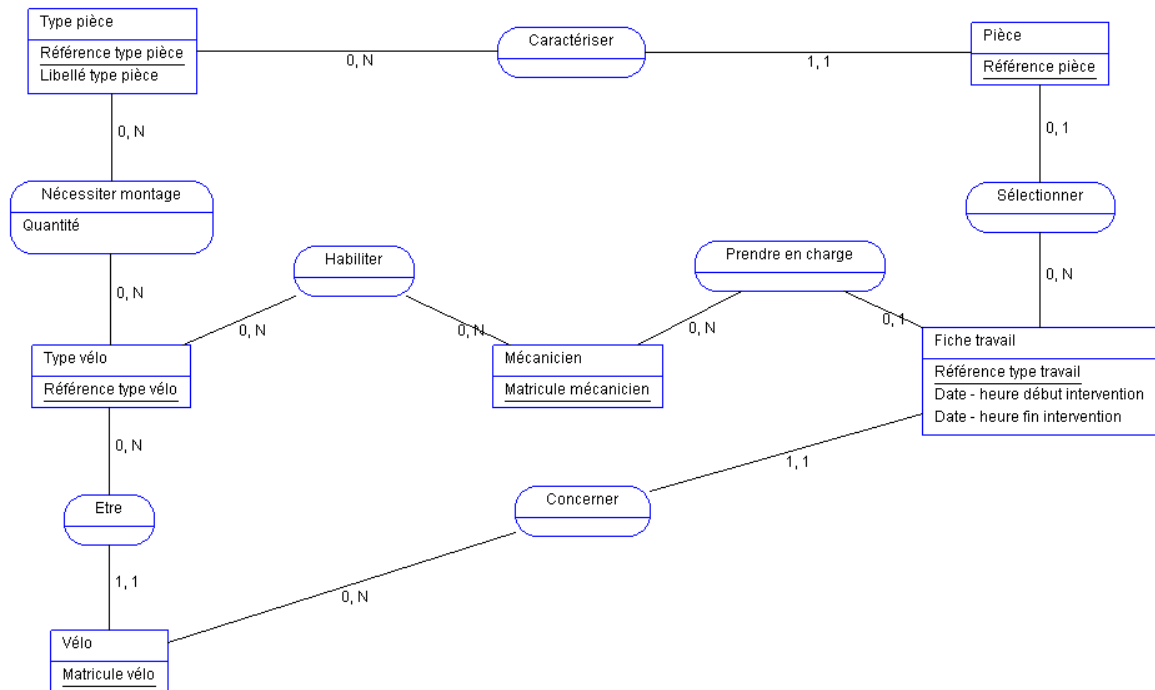 Type pièce
Référence type pièce
Libellé type pièce
0, N
Caractériser
1, 1
Pièce
Référence pièce
0, N
0, 1
Nécessiter montage
Quantité
Sélectionner
0, N
Habiliter
Prendre en charge
0, N
0, N
0, N
0, N
0, 1
Type vélo
Référence type vélo
Mécanicien
Matricule mécanicien
Fiche travail
Référence type travail
Date - heure début intervention
Date - heure fin intervention
0, N
1, 1
Etre
Concerner
1, 1
0, N
Vélo
Matricule vélo